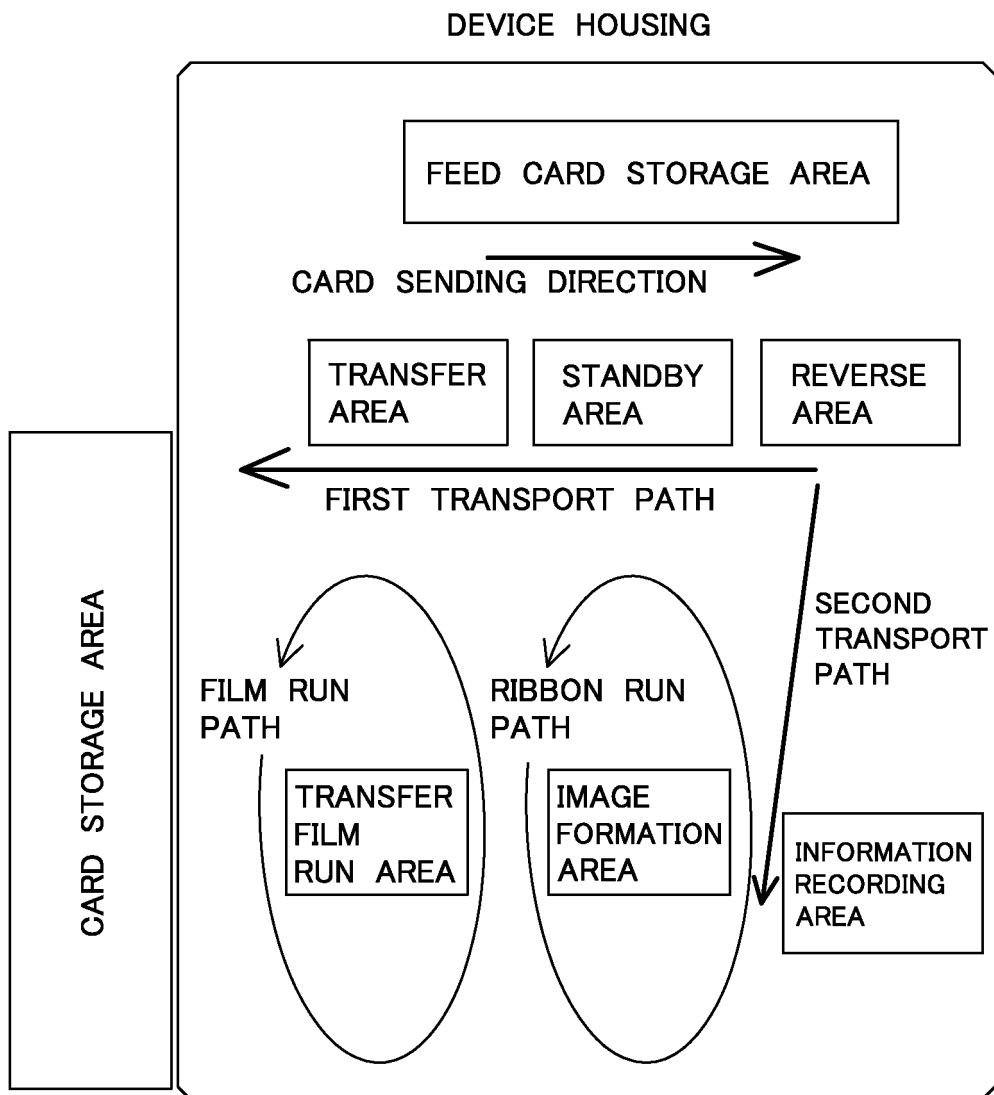 DEVICE HOUSING
FEED CARD STORAGE AREA
CARD SENDING DIRECTION
TRANSFER
AREA
STANDBY
AREA
REVERSE
AREA
FIRST TRANSPORT PATH
SECOND
TRANSPORT
PATH
CARD STORAGE AREA
FILM RUN
PATH
RIBBON RUN
PATH
TRANSFER
FILM
RUN AREA
IMAGE
FORMATION
AREA
INFORMATION
RECORDING
AREA